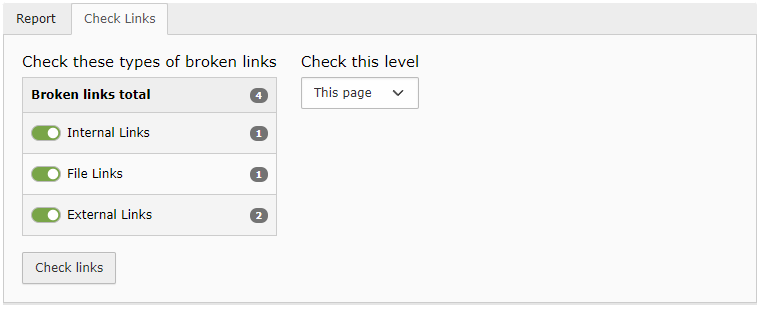 Report Check Links
Check these types of broken links Check this level
Broken links total 4 This page
Internal Links 1
File Links 1
External Links 2
Check links